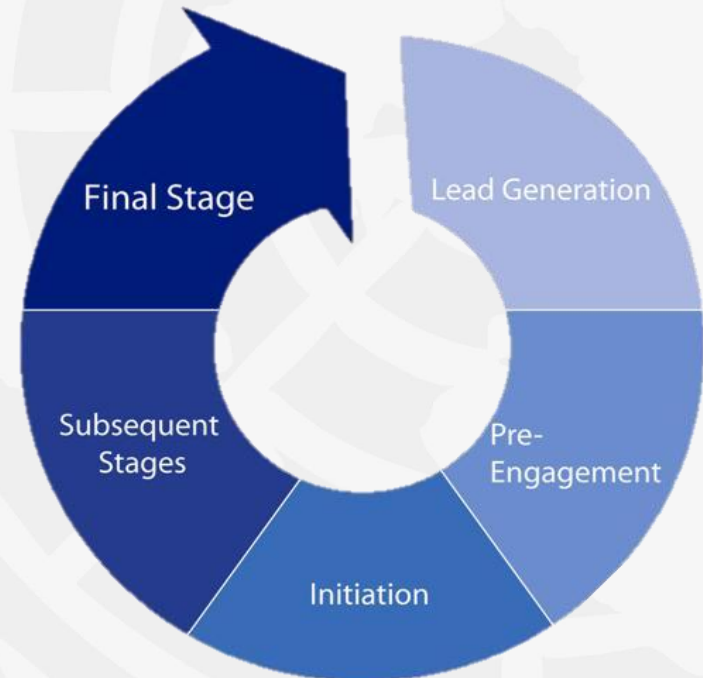 Lead Generation
Pre-
Engagement
Initiation
Subsequent
Stages
Final Stage